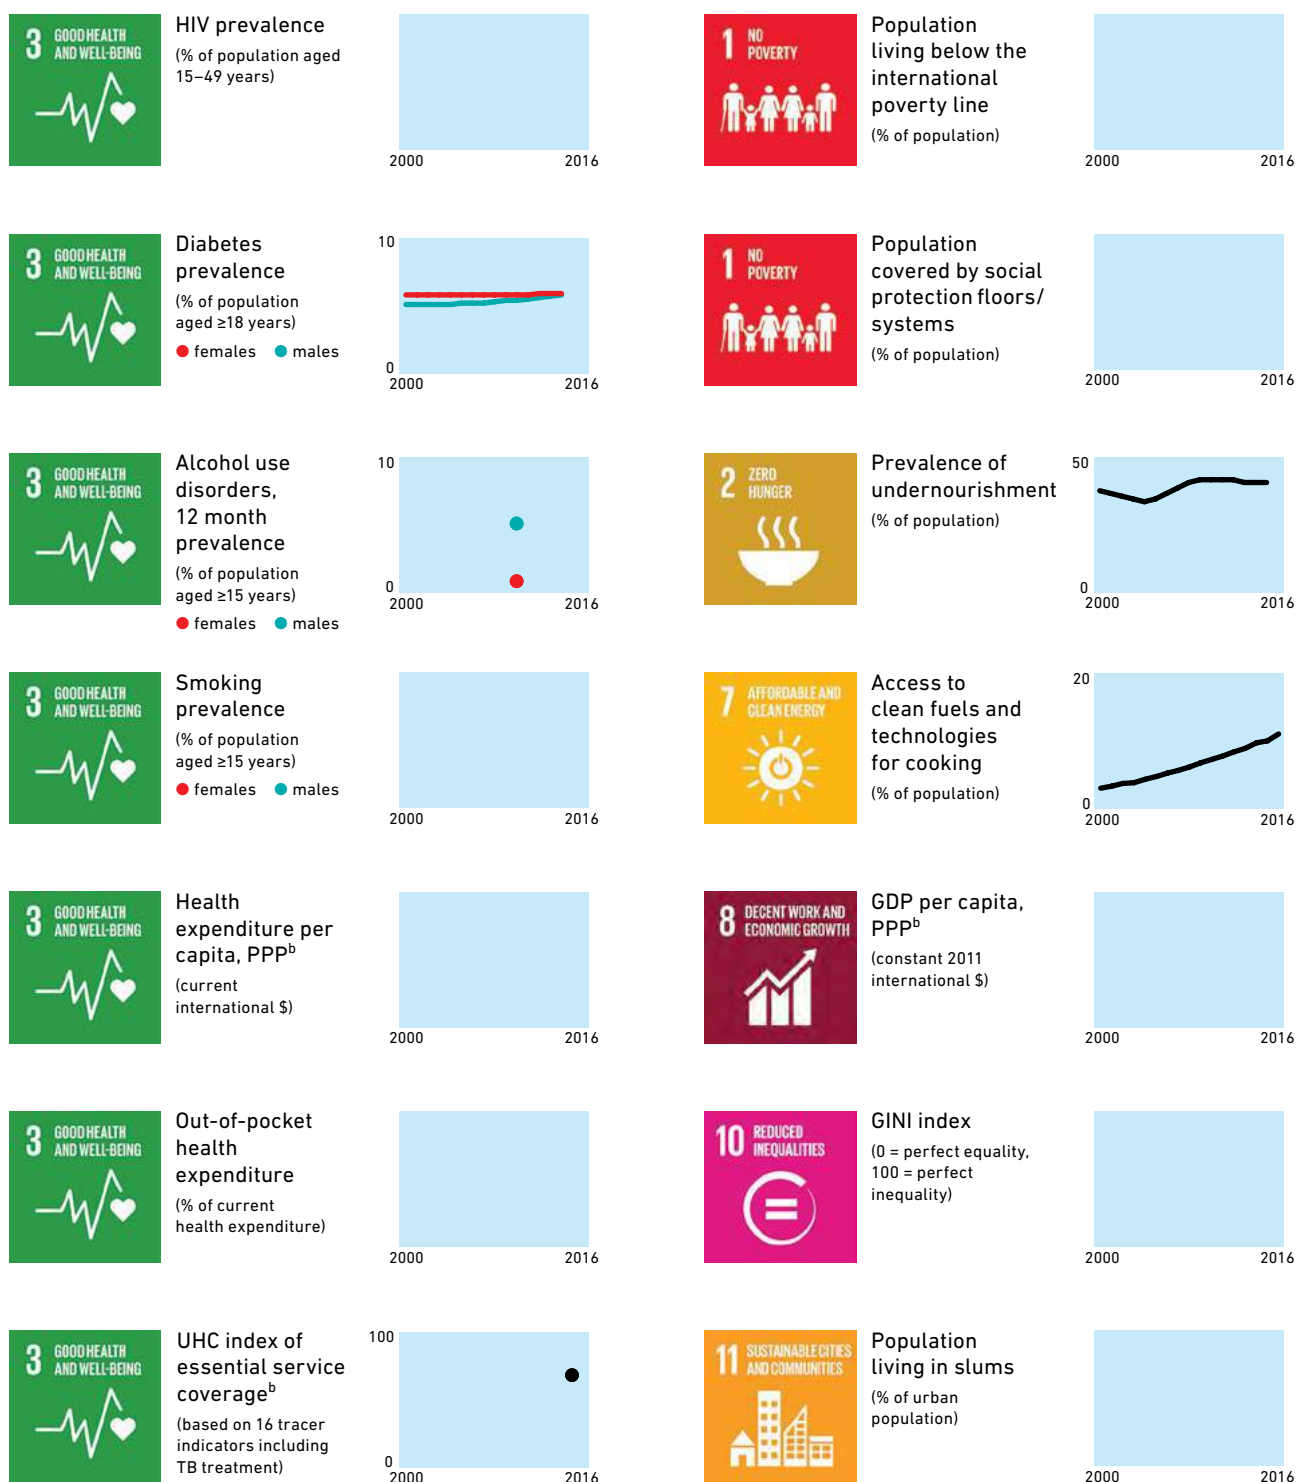 3 GOOD HEALTH
AND WELL-BEING
HIV prevalence
(% of population aged
15–49 years)
2000 2016
3 GOOD HEALTH
AND WELL-BEING
Diabetes
prevalence
(% of population
aged ≥18 years)
females males
10
0
2000 2016
3 GOOD HEALTH
AND WELL-BEING
Alcohol use
disorders,
12 month
prevalence
(% of population
aged ≥15 years)
females males
10
0
2000 2016
3 GOOD HEALTH
AND WELL-BEING
Smoking
prevalence
(% of population
aged ≥15 years)
females males
2000 2016
3 GOOD HEALTH
AND WELL-BEING
Health
expenditure per
capita, PPPb
(current
international $)
2000 2016
3 GOOD HEALTH
AND WELL-BEING
Out-of-pocket
health
expenditure
(% of current
health expenditure)
2000 2016
3 GOOD HEALTH
AND WELL-BEING
UHC index of
essential service
coverageb
(based on 16 tracer
indicators including
TB treatment)
100
0
2000 2016
1 NO
POVERTY
Population
living below the
international
poverty line
(% of population)
2000 2016
1 NO
POVERTY
Population
covered by social
protection floors/
systems
(% of population)
2000 2016
2 ZERO
HUNGER
Prevalence of
undernourishment
(% of population)
50
0
2000 2016
7 AFFORDABLE AND
CLEAN ENERGY
Access to
clean fuels and
technologies
for cooking
(% of population)
20
0
2000 2016
8 DECENT WORK AND
ECONOMIC GROWTH
GDP per capita,
PPPb
(constant 2011
international $)
2000 2016
10 REDUCED
INEQUALITIES
GINI index
(0 = perfect equality,
100 = perfect
inequality)
2000 2016
11 SUSTAINABLE CITIES
AND COMMUNITIES
Population
living in slums
(% of urban
population)
2000 2016